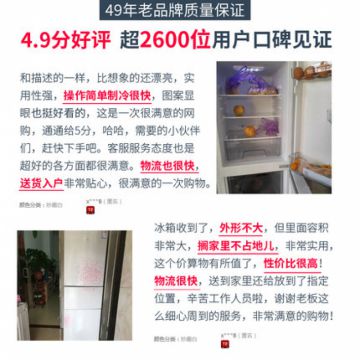 49年老品牌质量保证
4.9分好评 超2600位用户口碑见证
和描述的一样，比想象的还漂亮，实
用性强，操作简单制冷很快，图案显
眼也挺好看的，这是一次很满意的网
购，通通给5分，哈哈，需要的小伙伴
们，赶快下手吧。客服服务态度也是
超好的各方面都很满意。物流也很快，
送货入户非常贴心，很满意的一次购物。
x***8（匿名）
颜色分类：珍珠白
冰箱收到了，外形不大，但里面容积
非常大，搁家里不占地儿，非常实用，
这个价算物有所值了，性价比很高！
物流很快，送到家里还给放到了指定
位置，辛苦工作人员啦，谢谢老板这
么细心周到的服务，非常满意的购物！
x***8（匿名）
颜色分类：珍珠白